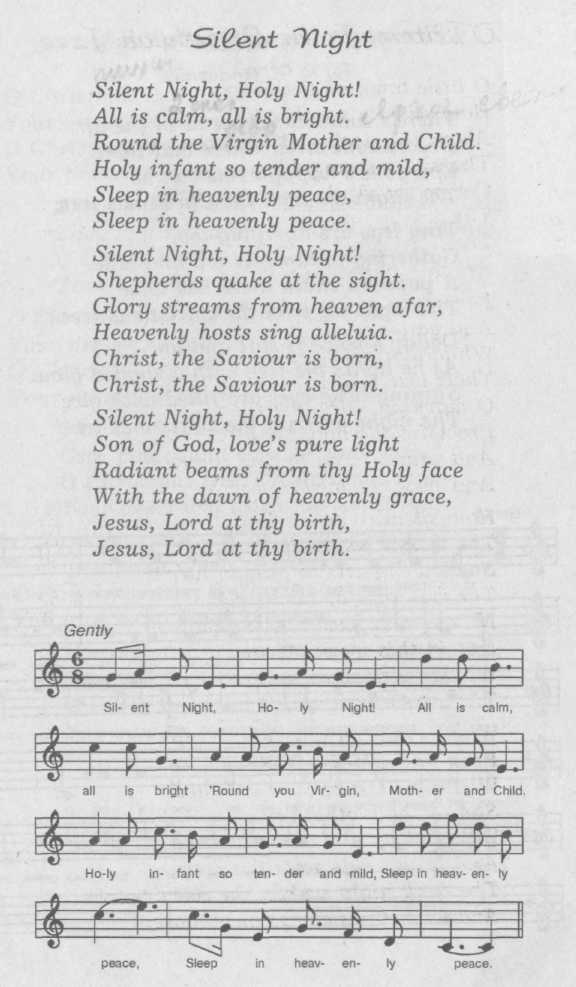 Silent Night
Silent Night, Holy Night!
All is calm, all is bright.
Round the Virgin Mother and Child.
Holy infant so tender and mild,
Sleep in heavenly peace,
Sleep in heavenly peace.
Silent Night, Holy Night!
Shepherds quake at the sight.
Glory streams from heaven afar,
Heavenly hosts sing alleluia.
Christ, the Saviour is born,
Christ, the Saviour is born.
Silent Night, Holy Night!
Son of God, love's pure light
Radiant beams from thy Holy face
With the dawn of heavenly grace,
Jesus, Lord at thy birth,
Jesus, Lord at thy birth.
Gently
6
8
Sil- ent Night, Ho- ly Night! All is calm,
all is bright 'Round you Vir- gin, Moth- er and Child.
Ho-ly in- fant so ten- der and mild, Sleep in heav- en- ly
peace, Sleep in heav- en- ly peace.